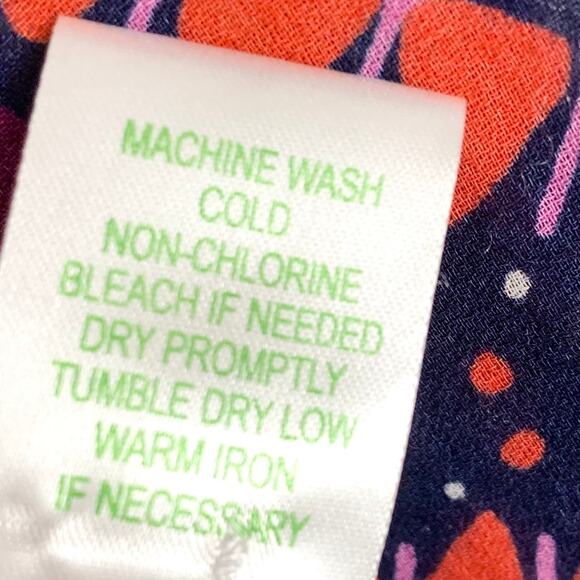 MACHINE WASH
COLD
NON-CHLORINE
BLEACH IF NEEDED
DRY PROMPTLY
TUMBLE DRY LOW
WARM IRON
IF NECESSARY